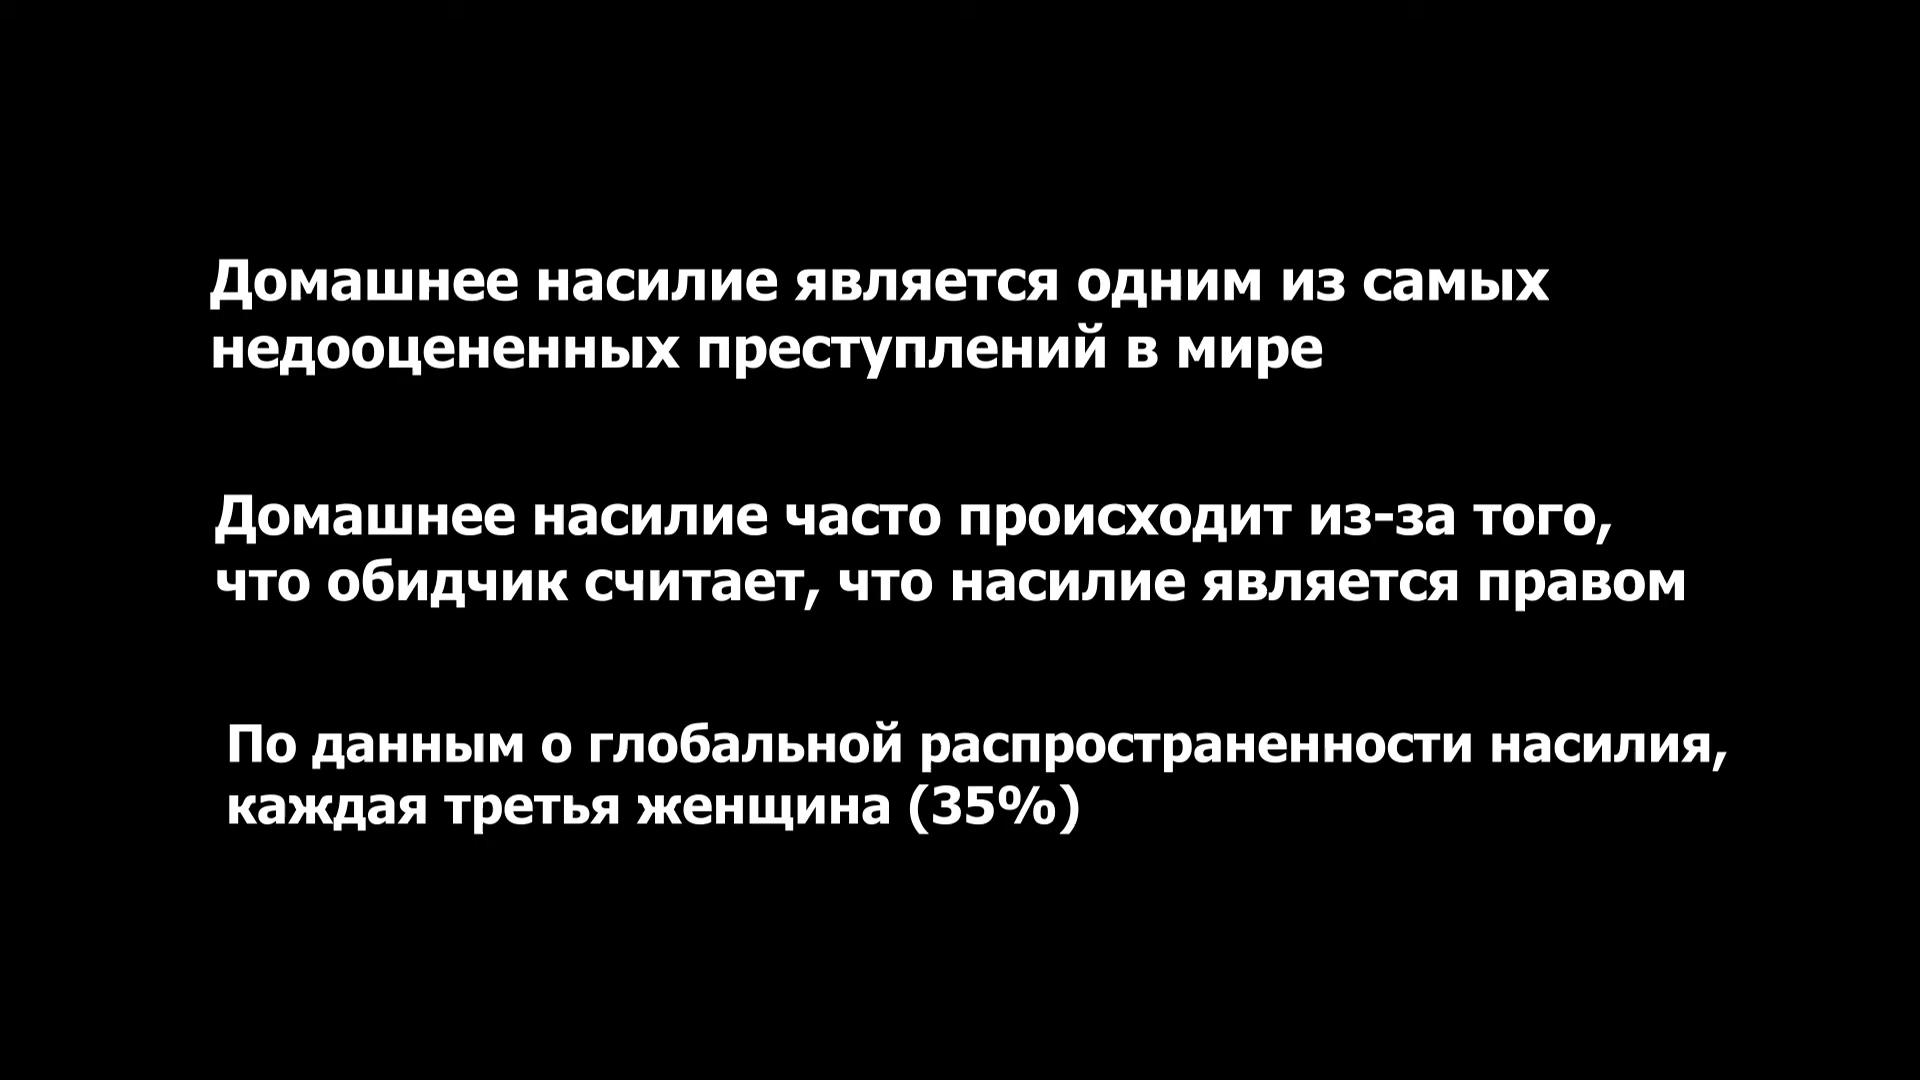 Домашнее насилие является одним из самых
недооцененных преступлений в мире
Домашнее насилие часто происходит из-за того,
что обидчик считает, что насилие является правом
По данным о глобальной распространенности насилия,
каждая третья женщина (35%)